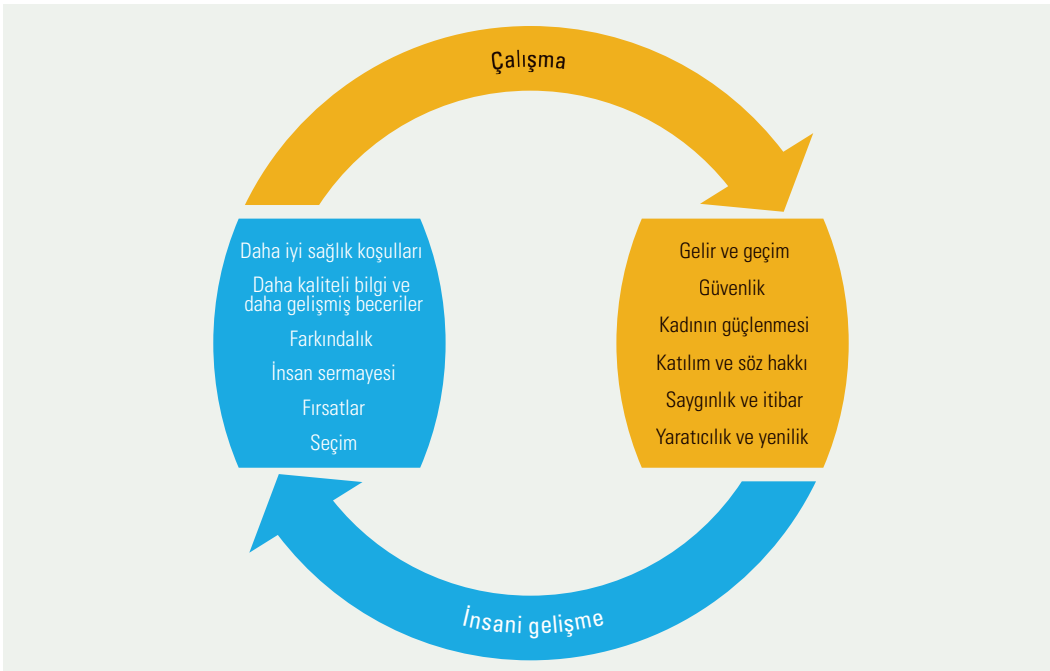 Çalışma
Daha iyi sağlık koşulları
Daha kaliteli bilgi ve
daha gelişmiş beceriler
Farkındalık
İnsan sermayesi
Fırsatlar
Seçim
Gelir ve geçim
Güvenlik
Kadının güçlenmesi
Katılım ve söz hakkı
Saygınlık ve itibar
Yaratıcılık ve yenilik
İnsani gelişme